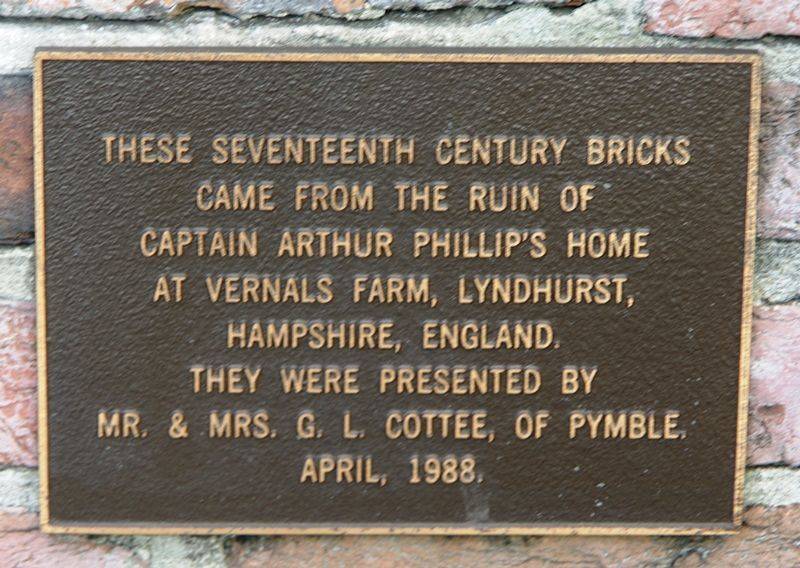 THESE SEVENTEENTH CENTURY BRICKS
CAME FROM THE RUIN OF
CAPTAIN ARTHUR PHILLIP'S HOME
AT VERNALS FARM, LYNDHURST,
HAMPSHIRE, ENGLAND.
THEY WERE PRESENTED BY
MR. & MRS. G. L. COTTEE, OF PYMBLE.
APRIL, 1988.